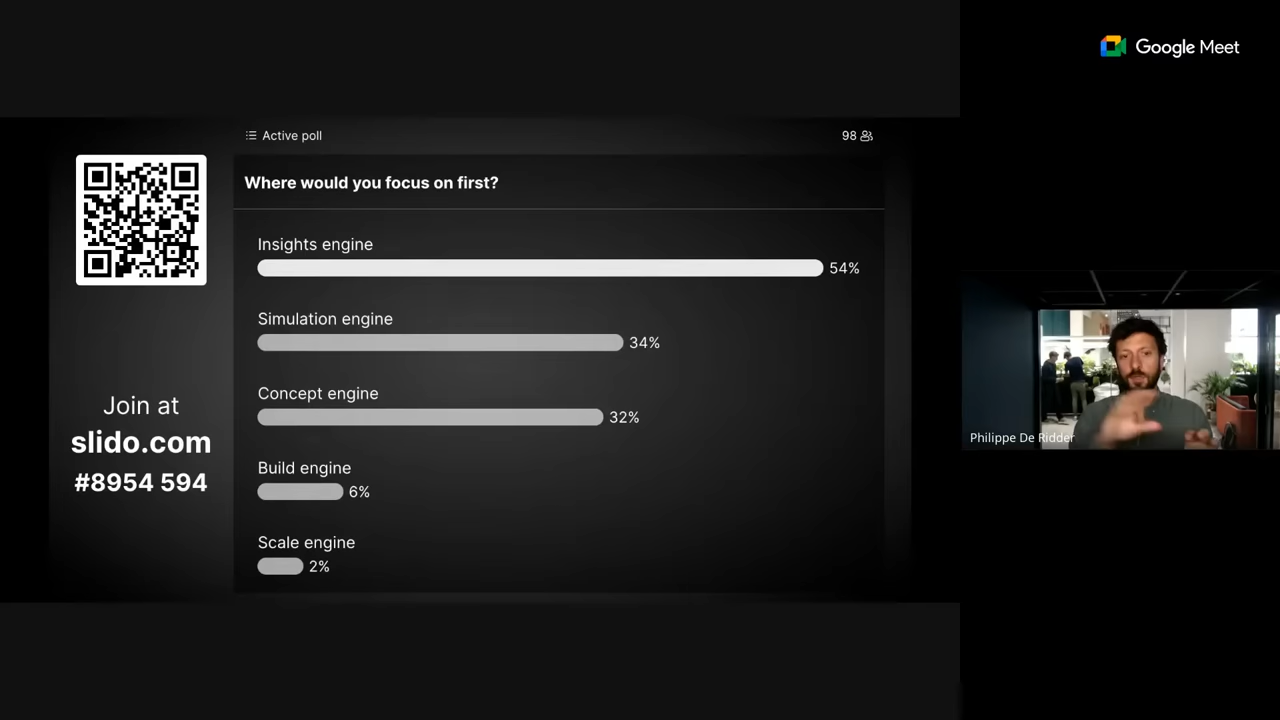 Google Meet
Active poll
98
Where would you focus on first?
Insights engine
54%
Simulation engine
34%
Concept engine
32%
Build engine
6%
Scale engine
2%
Join at
slido.com
#8954 594
Philippe De Ridder